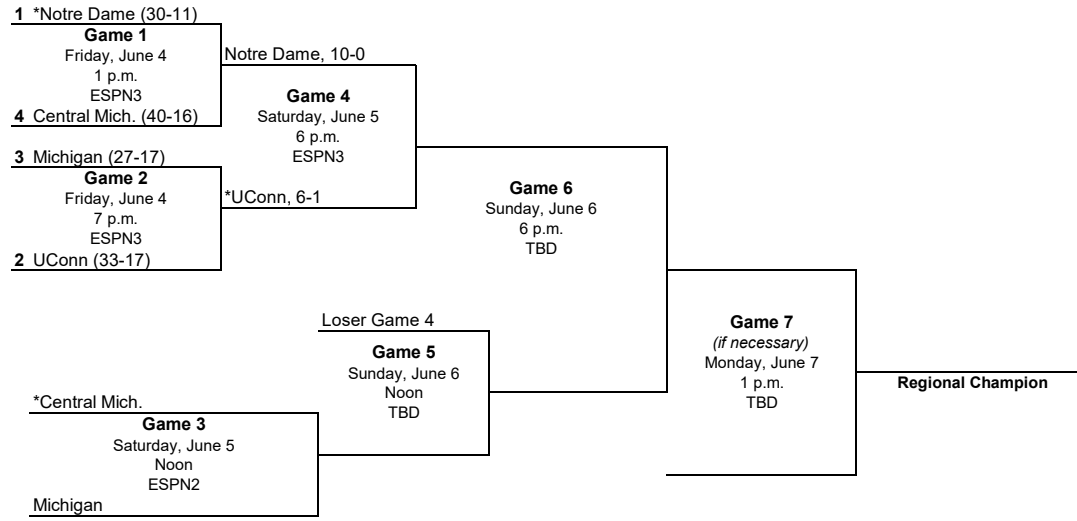 1 *Notre Dame (30-11)
Game 1
Friday, June 4
1 p.m.
ESPN3
4 Central Mich. (40-16)
Notre Dame, 10-0
Game 4
Saturday, June 5
6 p.m.
ESPN3
*UConn, 6-1
3 Michigan (27-17)
Game 2
Friday, June 4
7 p.m.
ESPN3
2 UConn (33-17)
Game 6
Sunday, June 6
6 p.m.
TBD
Loser Game 4
Game 5
Sunday, June 6
Noon
TBD
*Central Mich.
Game 3
Saturday, June 5
Noon
ESPN2
Michigan
Game 7
(if necessary)
Monday, June 7
1 p.m.
TBD
Regional Champion